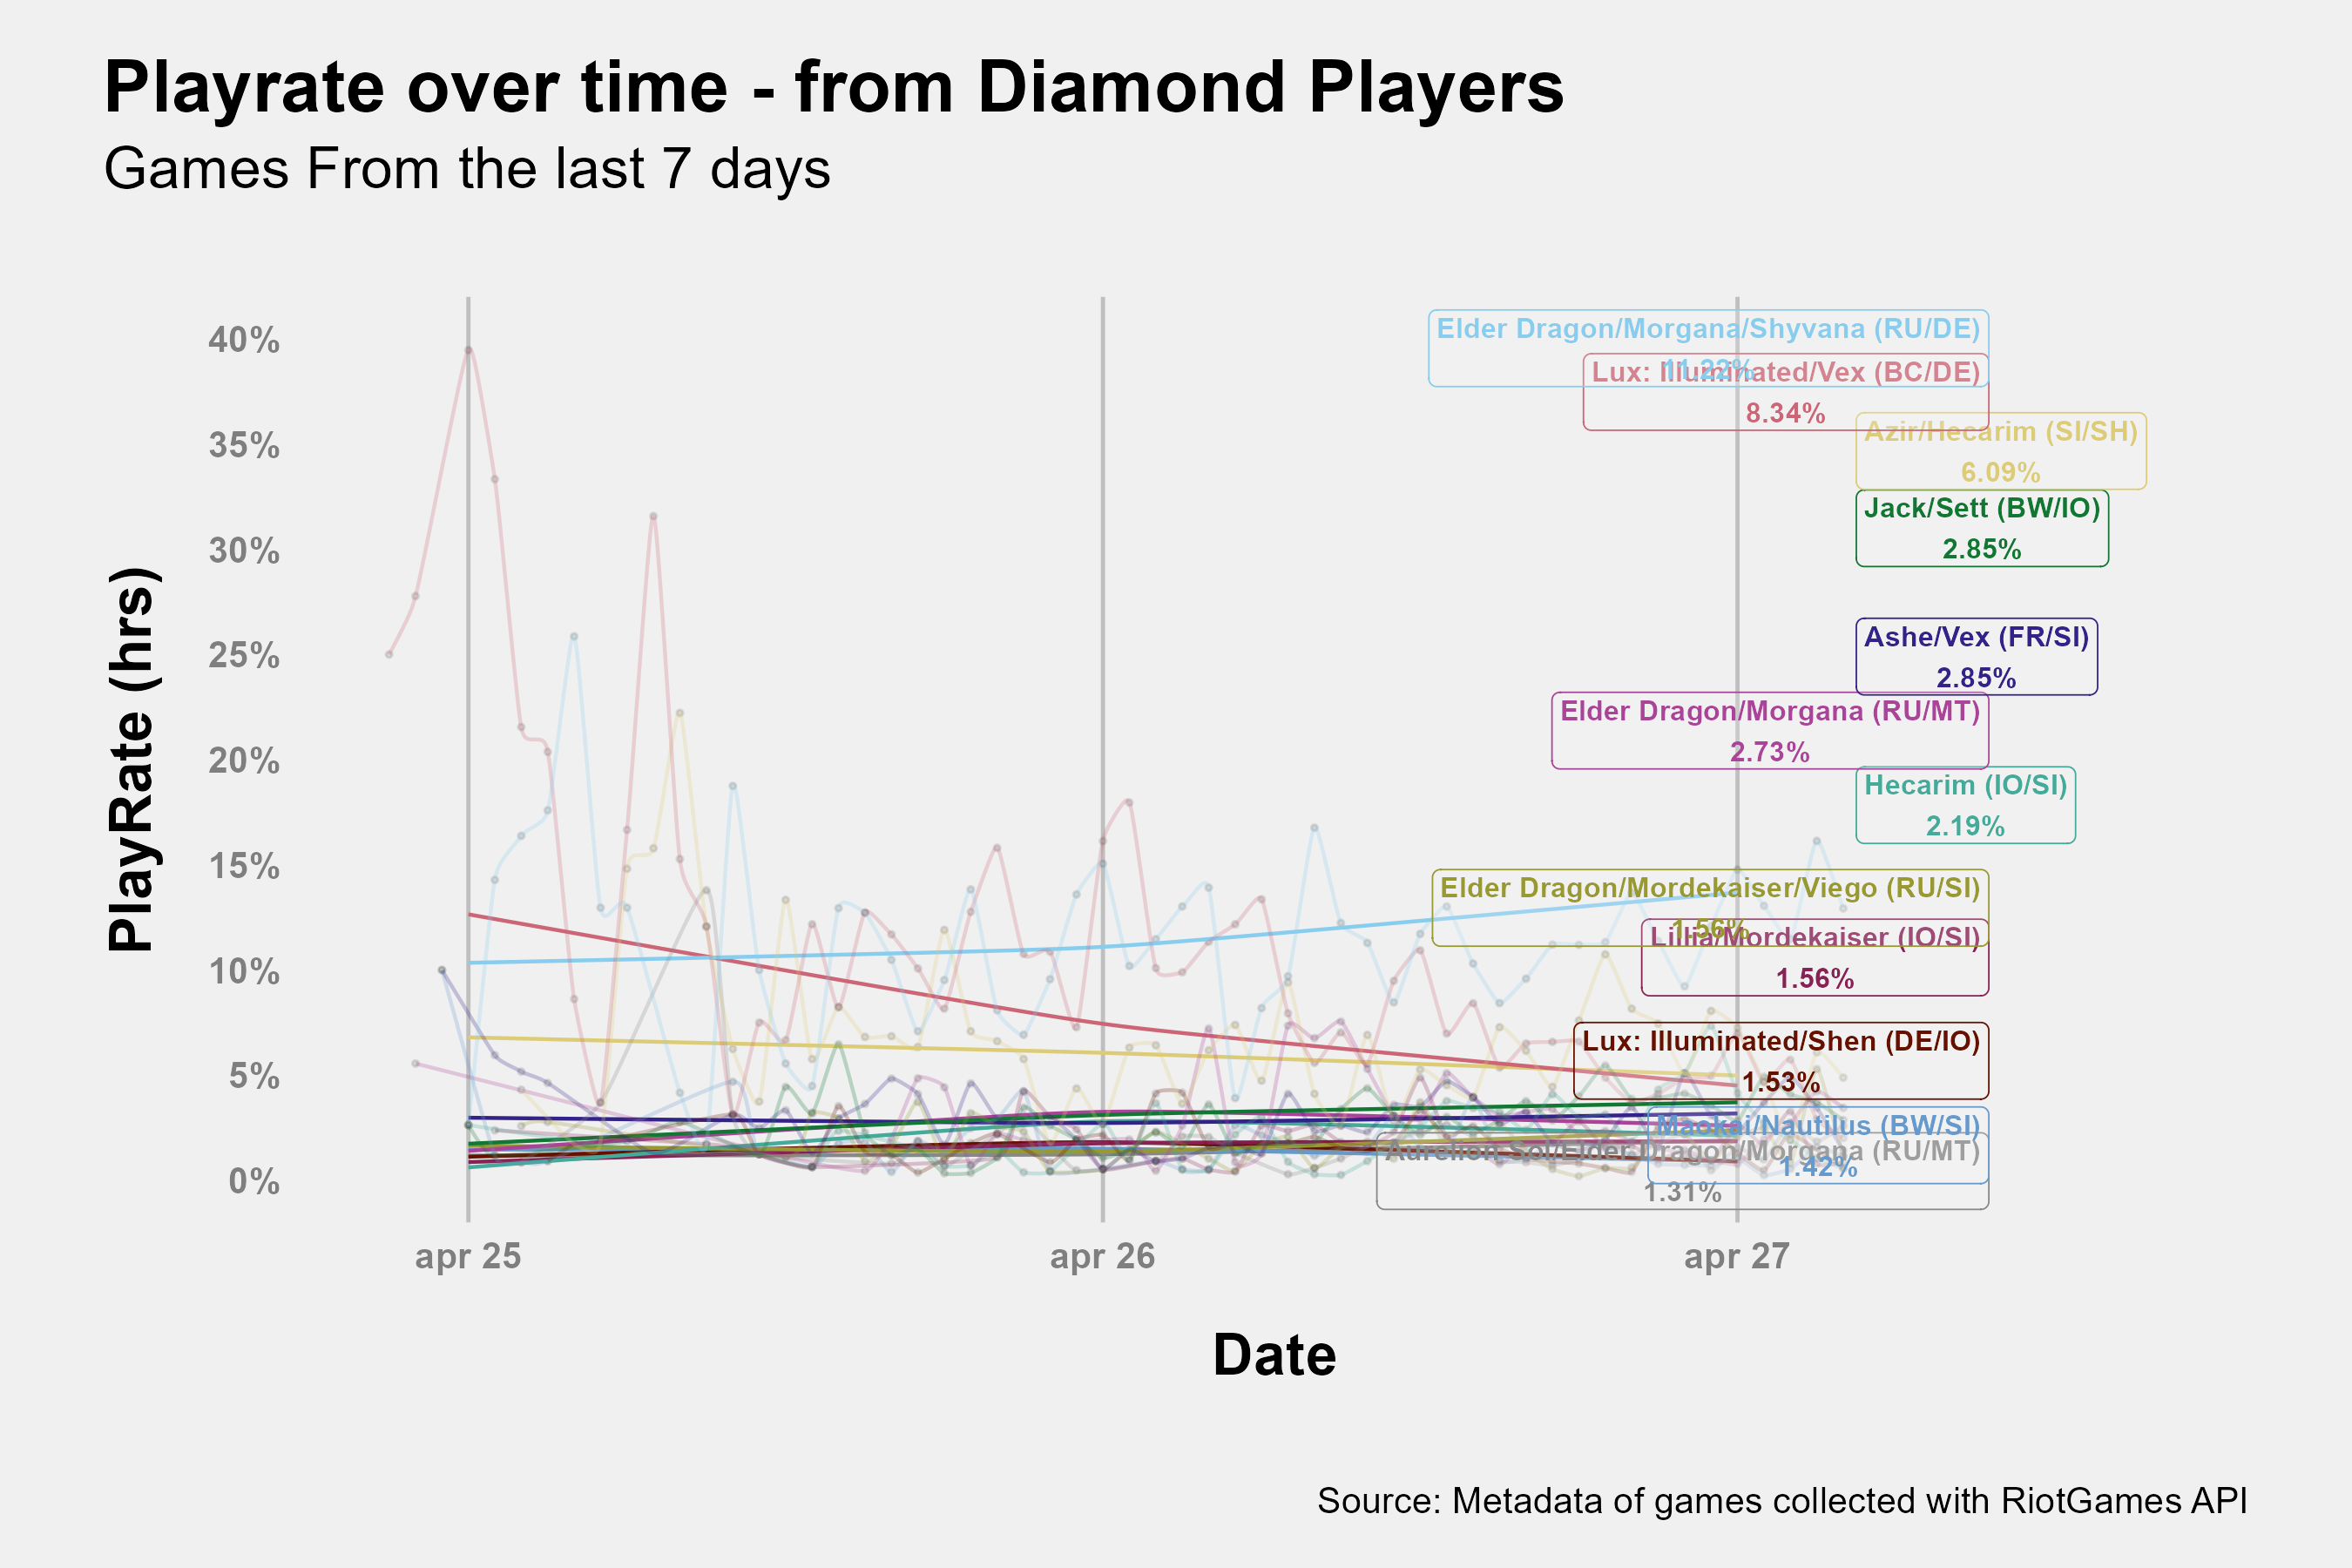 Playrate over time - from Diamond Players
Games From the last 7 days
PlayRate (hrs)
40%
35%
30%
25%
20%
15%
10%
5%
0%
Elder Dragon/Morgana/Shyvana (RU/DE)
11.22%
Lux: Illuminated/Vex (BC/DE)
8.34%
Azir/Hecarim (SI/SH)
6.09%
Jack/Sett (BW/IO)
2.85%
Ashe/Vex (FR/SI)
2.85%
Elder Dragon/Morgana (RU/MT)
2.73%
Hecarim (IO/SI)
2.19%
Elder Dragon/Mordekaiser/Viego (RU/SI)
1.56%
Lillia/Mordekaiser (IO/SI)
1.56%
Lux: Illuminated/Shen (DE/IO)
1.53%
Maokai/Nautilus (BW/SI)
1.42%
Aurelion Sol/Elder Dragon/Morgana (RU/MT)
1.31%
apr 25
apr 26
apr 27
Date
Source: Metadata of games collected with RiotGames API